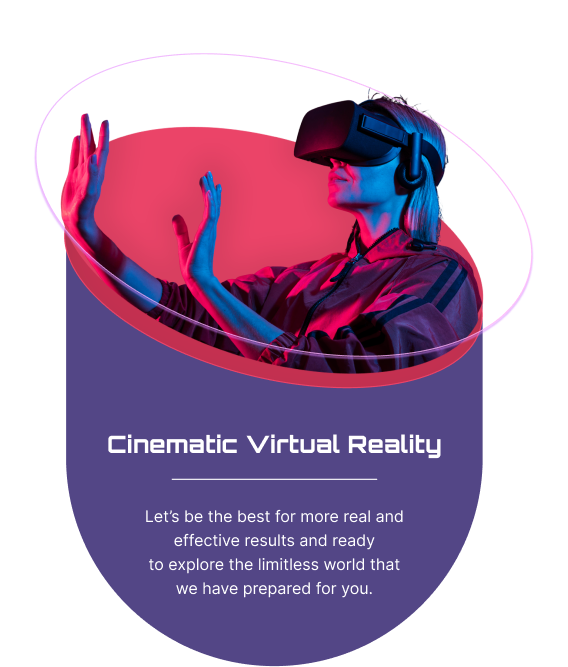 Cinematic Virtual Reality
Let’s be the best for more real and
effective results and ready
to explore the limitless world that
we have prepared for you.